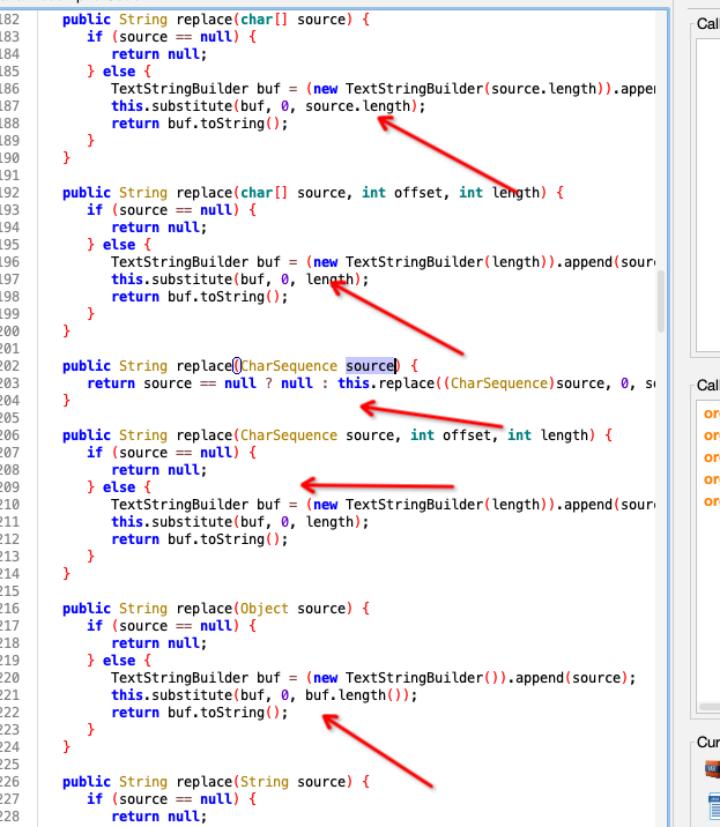 Call
182 public String replace(char[] source) {
183 if (source == null) {
184 return null;
185 } else {
186 TextStringBuilder buf = (new TextStringBuilder(source.length)).appe
187 this.substitute(buf, 0, source.length);
188 return buf.toString();
189 }
190 }
191
192 public String replace(char[] source, int offset, int length) {
193 if (source == null) {
194 return null;
195 } else {
196 TextStringBuilder buf = (new TextStringBuilder(length)).append(sour
197 this.substitute(buf, 0, length);
198 return buf.toString();
199 }
200 }
201
202 public String replace(CharSequence source) {
203 return source == null ? null : this.replace((CharSequence)source, 0, s
204 }
205
206 public String replace(CharSequence source, int offset, int length) {
207 if (source == null) {
208 return null;
209 } else {
210 TextStringBuilder buf = (new TextStringBuilder(length)).append(sour
211 this.substitute(buf, 0, length);
212 return buf.toString();
213 }
214 }
215
216 public String replace(Object source) {
217 if (source == null) {
218 return null;
219 } else {
220 TextStringBuilder buf = (new TextStringBuilder()).append(source);
221 this.substitute(buf, 0, buf.length());
222 return buf.toString();
223 }
224 }
225
226 public String replace(String source) {
227 if (source == null) {
228 return null;
Call
or
or
or
or
or
Cur